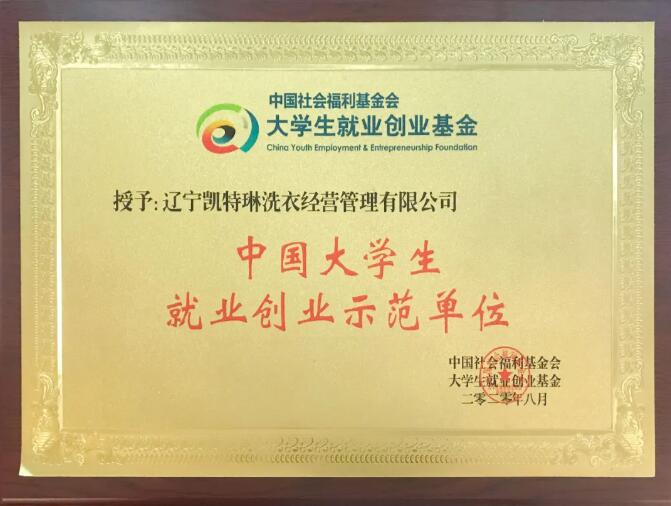 中国社会福利基金会
大学生就业创业基金
China Youth Employment & Entrepreneurship Foundation
授予:辽宁凯特琳洗衣经营管理有限公司
中国大学生
就业创业示范单位
中国社会福利基金会
大学生就业创业基金
二零二零年八月